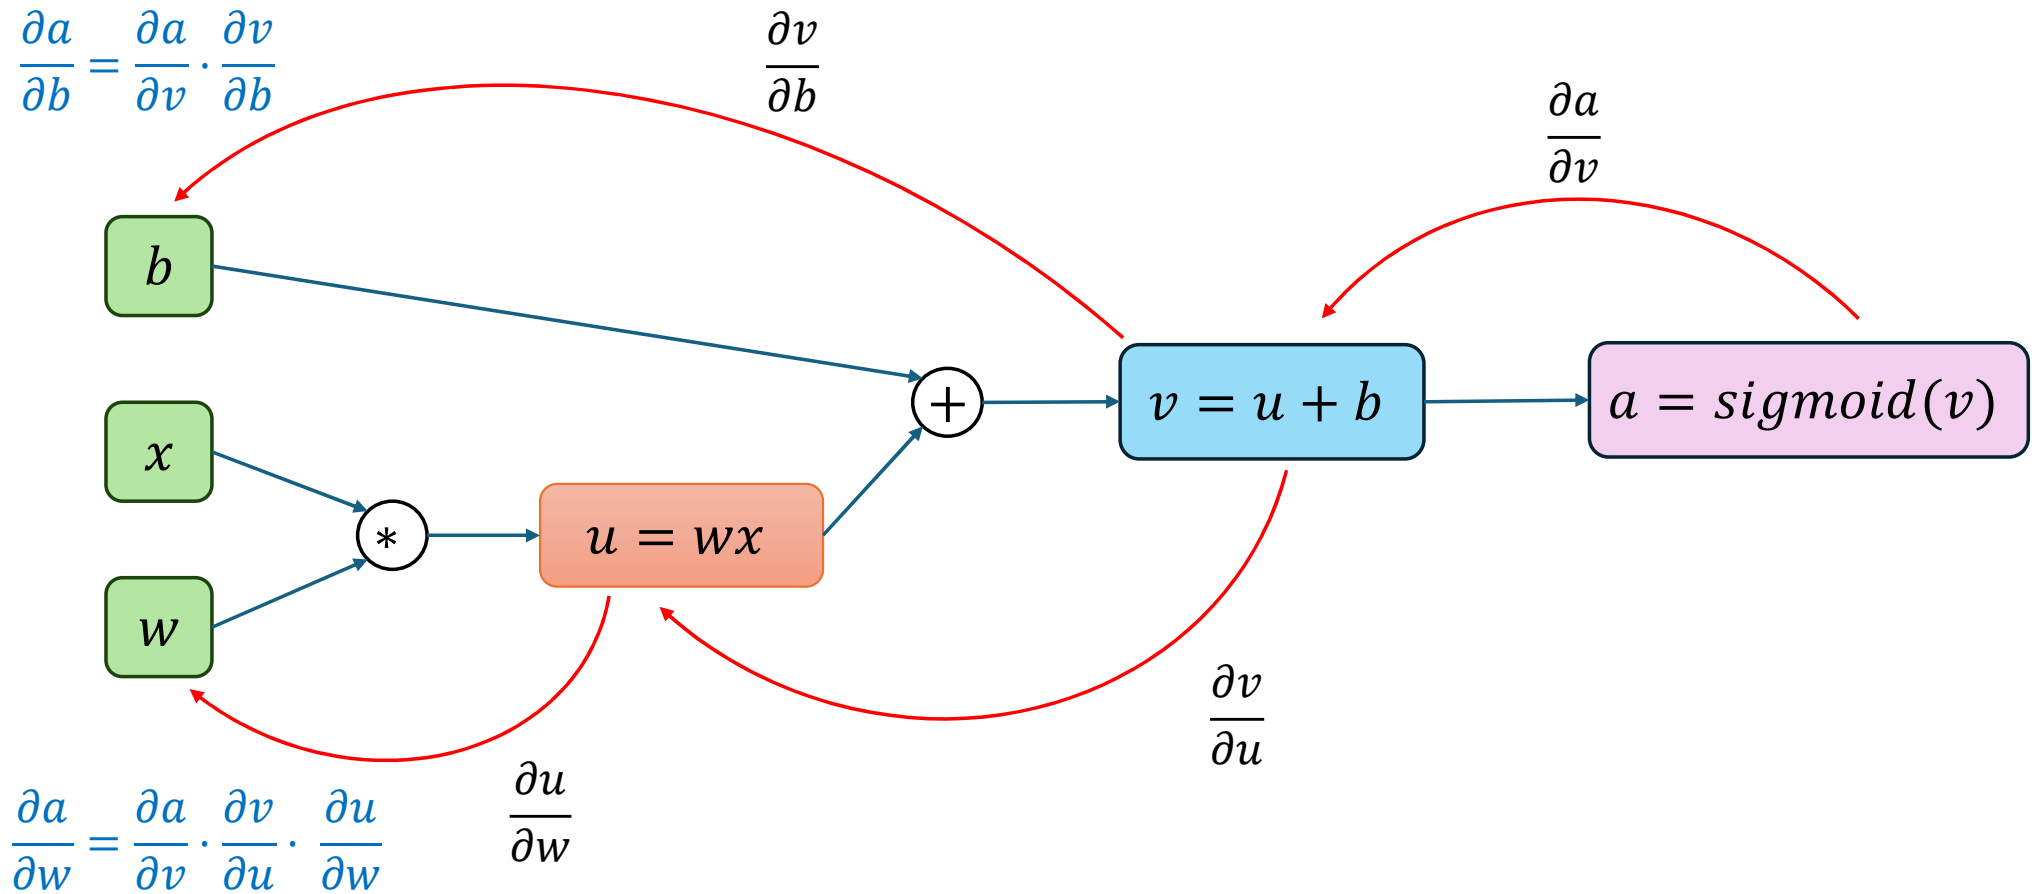 ∂a/∂b = ∂a/∂v · ∂v/∂b
∂v/∂b
∂a/∂v
b
x
w
*
u = wx
+
v = u + b
a = sigmoid(v)
∂v/∂u
∂u/∂w
∂a/∂w = ∂a/∂v · ∂v/∂u · ∂u/∂w